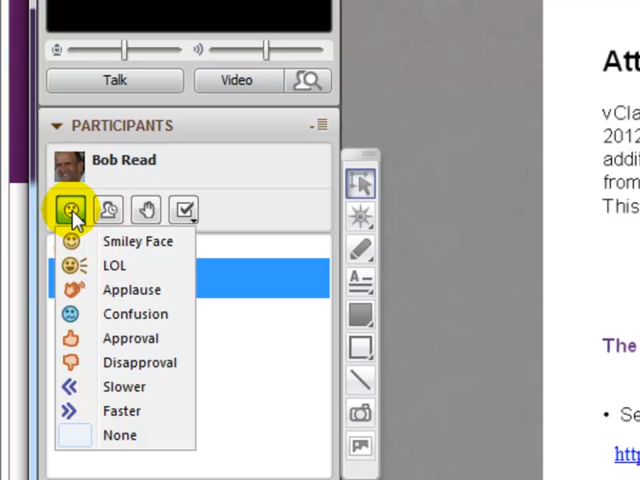 Talk
Video
PARTICIPANTS
Bob Read
Smiley Face
LOL
Applause
Confusion
Approval
Disapproval
Slower
Faster
None
A
Att
vCla
2012
addi
from
This
The
• Se
http